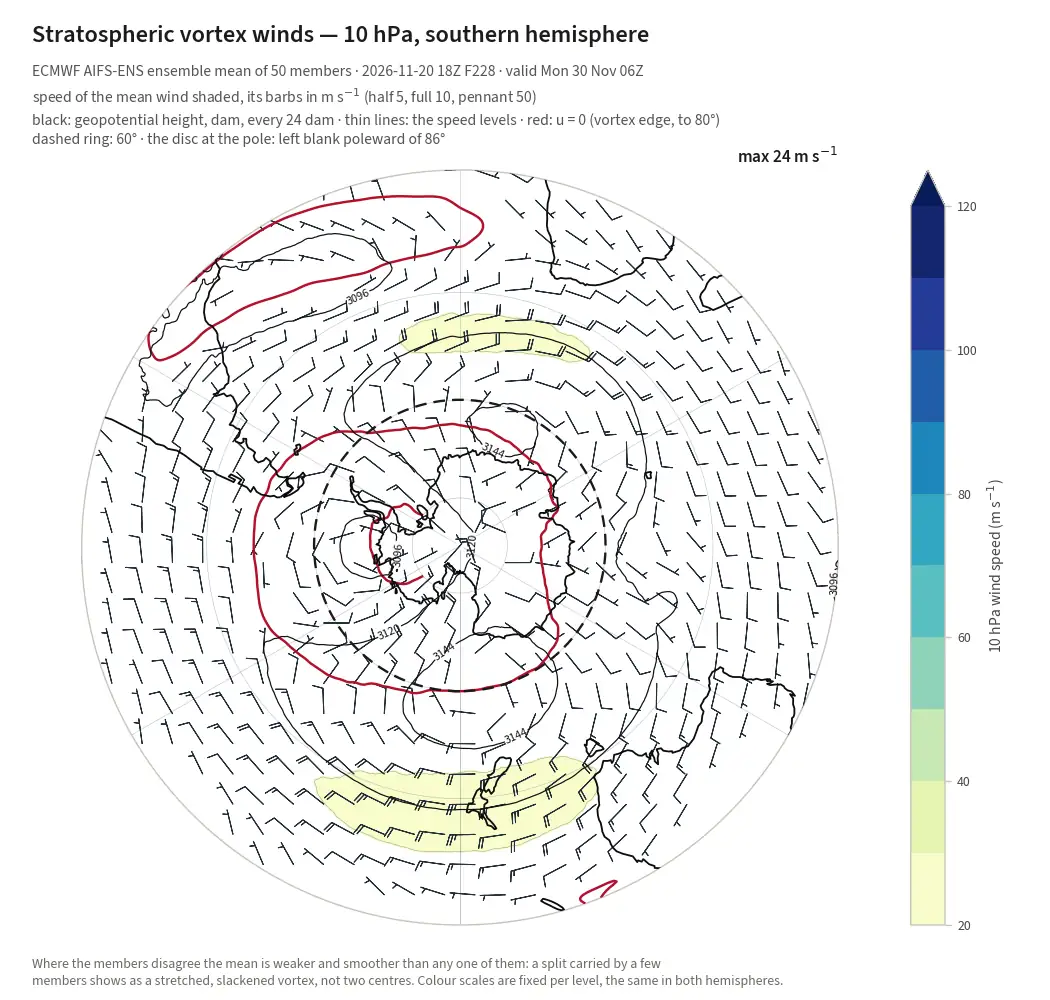 Stratospheric vortex winds — 10 hPa, southern hemisphere
ECMWF AIFS-ENS ensemble mean of 50 members · 2026-11-20 18Z F228 · valid Mon 30 Nov 06Z
speed of the mean wind shaded, its barbs in m s⁻¹ (half 5, full 10, pennant 50)
black: geopotential height, dam, every 24 dam · thin lines: the speed levels · red: u = 0 (vortex edge, to 80°)
dashed ring: 60° · the disc at the pole: left blank poleward of 86°
max 24 m s⁻¹
3096
3144
3096
3120
3096
3120
3144
3144
120
100
80
60
40
20
10 hPa wind speed (m s⁻¹)
Where the members disagree the mean is weaker and smoother than any one of them: a split carried by a few
members shows as a stretched, slackened vortex, not two centres. Colour scales are fixed per level, the same in both hemispheres.